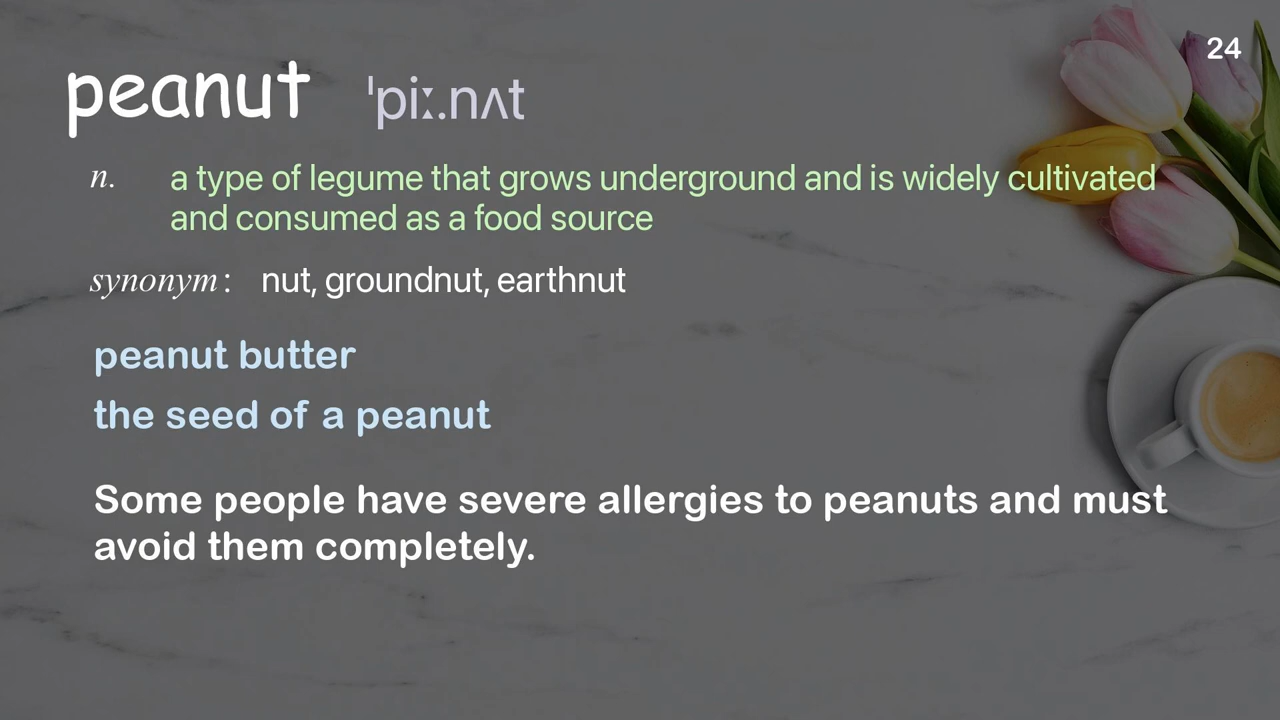 24
peanut ˈpiː.nʌt
n. a type of legume that grows underground and is widely cultivated
and consumed as a food source
synonym: nut, groundnut, earthnut
peanut butter
the seed of a peanut
Some people have severe allergies to peanuts and must
avoid them completely.